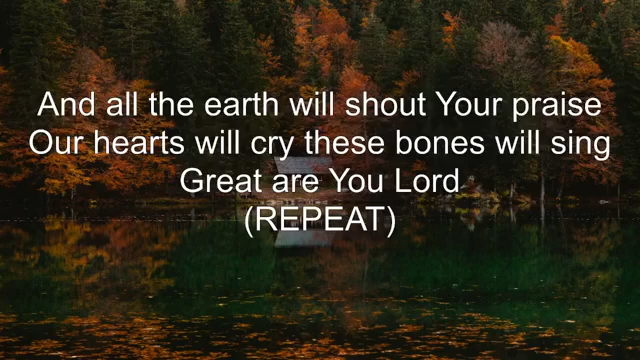 And all the earth will shout Your praise
Our hearts will cry these bones will sing
Great are You Lord
(REPEAT)